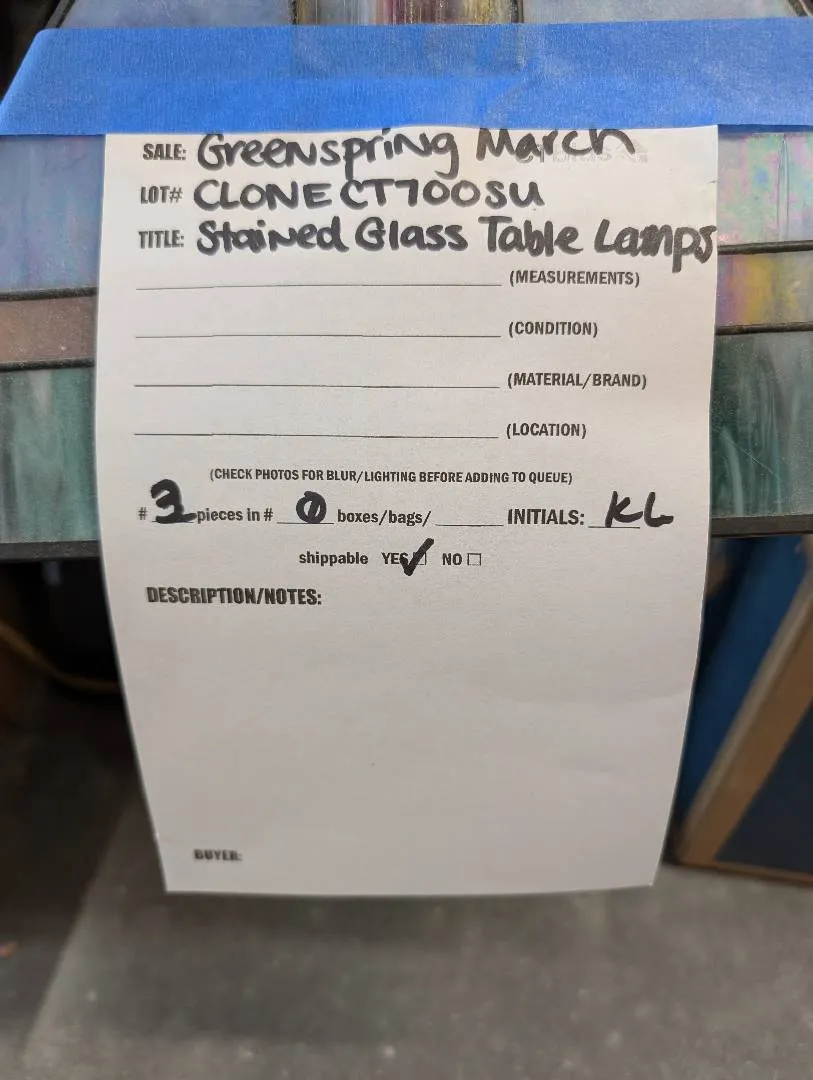 SALE: Greenspring March
LOT# CLONE CT700SU
TITLE: Stained Glass Table Lamps
(MEASUREMENTS)
(CONDITION)
(MATERIAL/BRAND)
(LOCATION)
(CHECK PHOTOS FOR BLUR/LIGHTING BEFORE ADDING TO QUEUE)
# pieces in # 0 boxes/bags/ INITIALS: KL
shippable YES ✓ NO ☐
DESCRIPTION/NOTES:
BUYER: